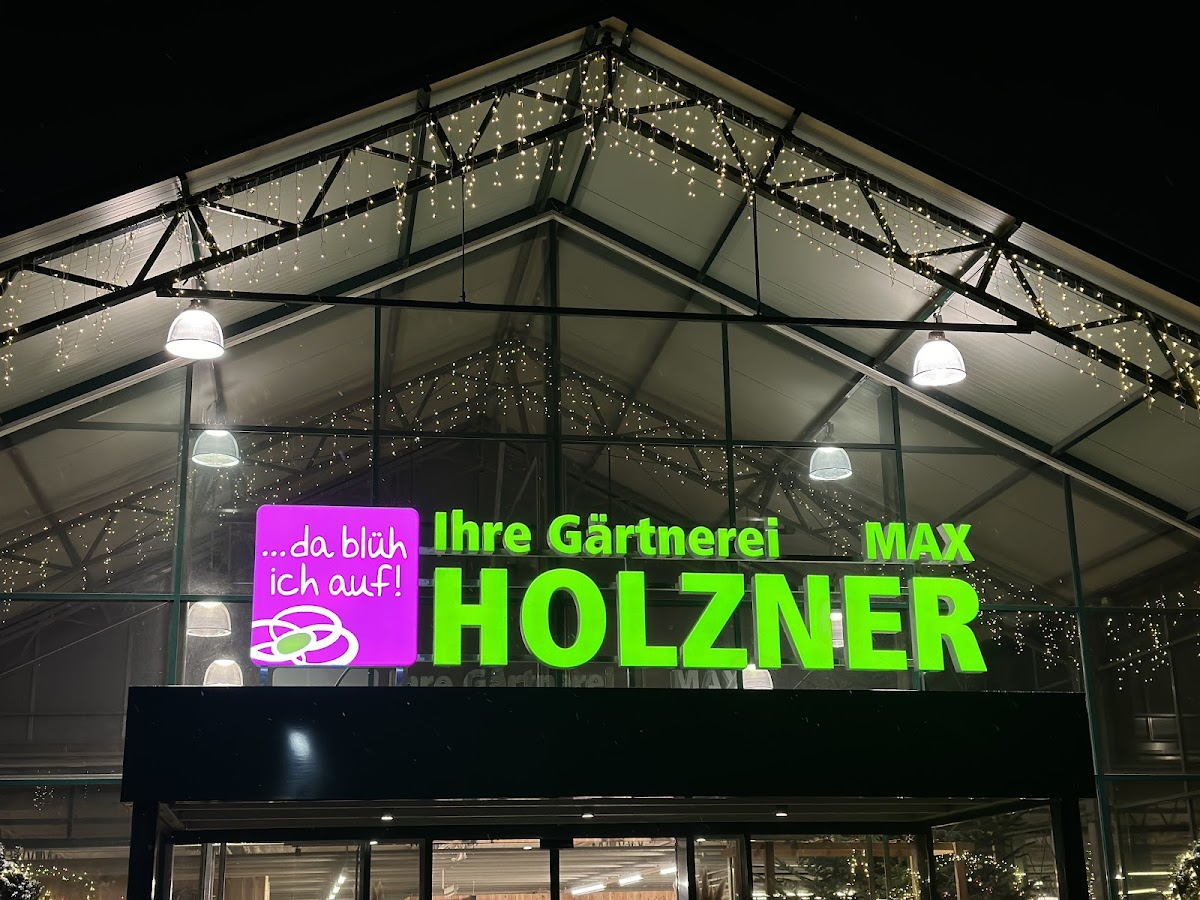 ...da blüh
ich auf!
Ihre Gärtnerei MAX
HOLZNER